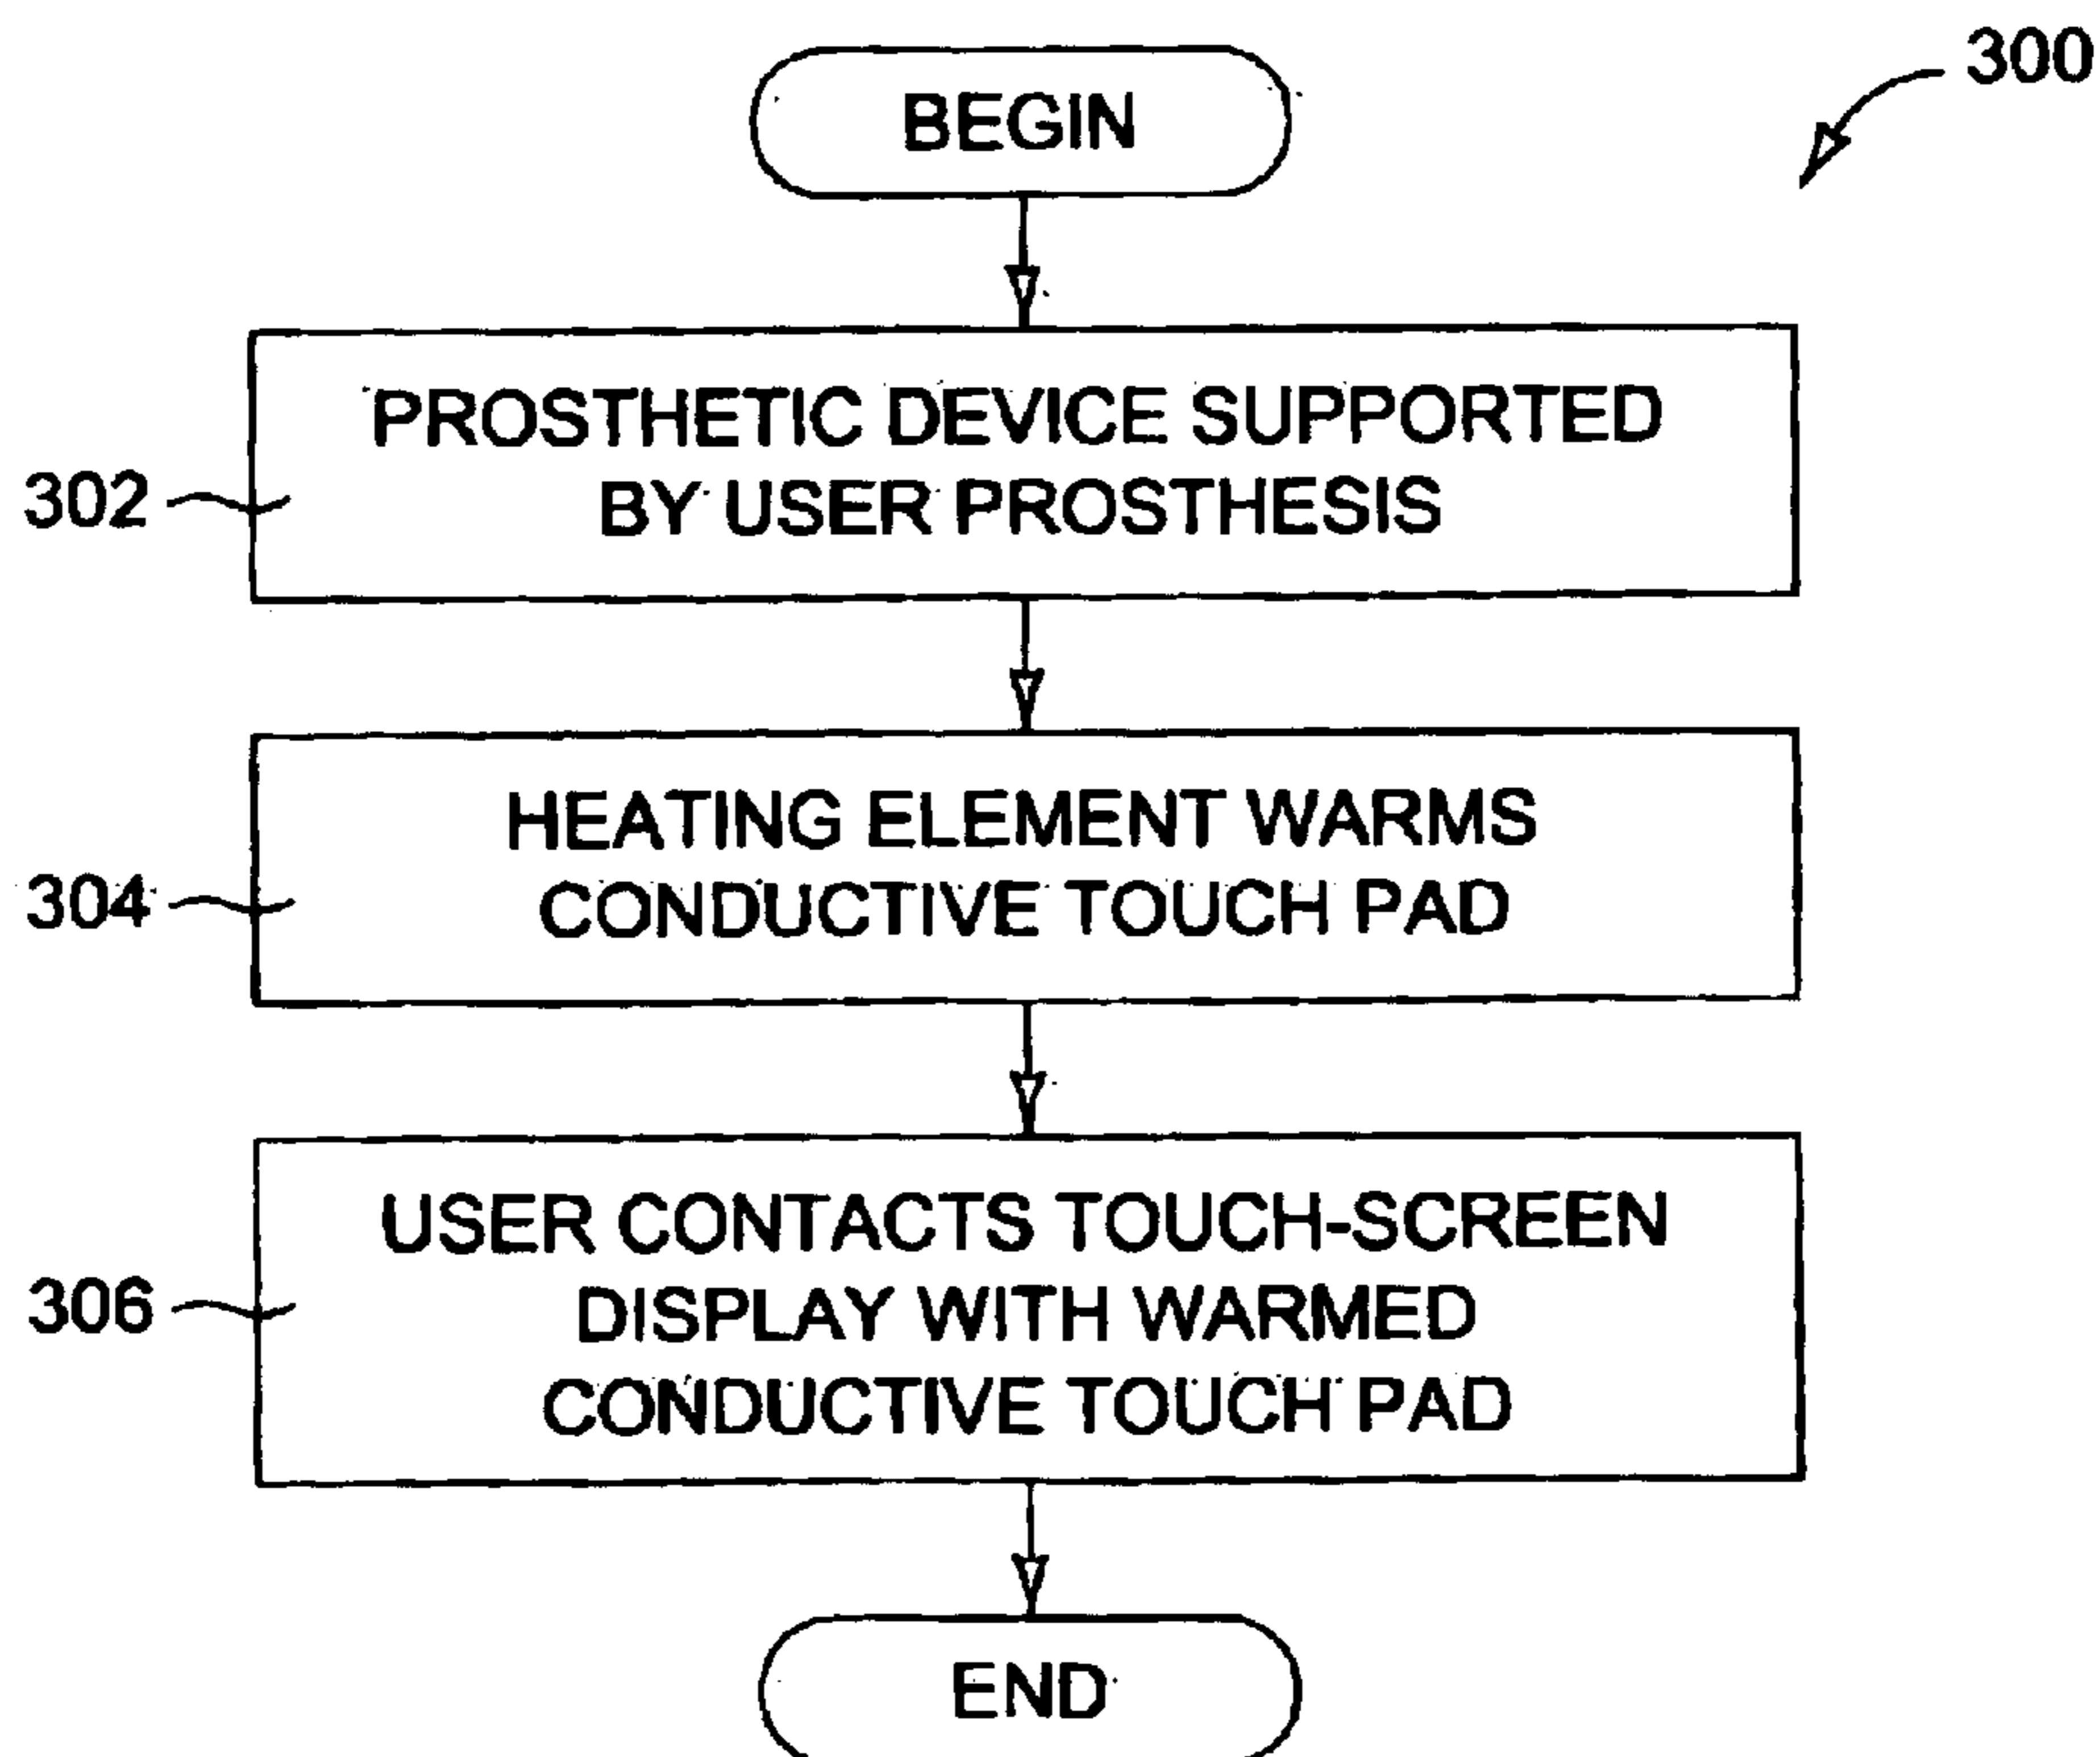 BEGIN
300
PROSTHETIC DEVICE SUPPORTED
BY USER PROSTHESIS
302
HEATING ELEMENT WARMS
CONDUCTIVE TOUCH PAD
304
USER CONTACTS TOUCH-SCREEN
DISPLAY WITH WARMED
CONDUCTIVE TOUCH PAD
306
END